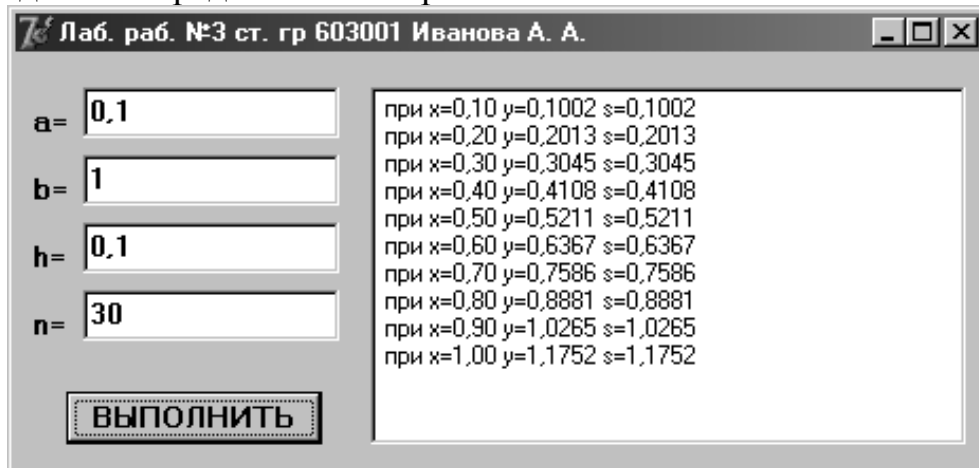 Лаб. раб. №3 ст. гр 603001 Иванова А. А.
a= 0,1
b= 1
h= 0,1
n= 30
ВЫПОЛНИТЬ
при x=0,10 y=0,1002 s=0,1002
при x=0,20 y=0,2013 s=0,2013
при x=0,30 y=0,3045 s=0,3045
при x=0,40 y=0,4108 s=0,4108
при x=0,50 y=0,5211 s=0,5211
при x=0,60 y=0,6367 s=0,6367
при x=0,70 y=0,7586 s=0,7586
при x=0,80 y=0,8881 s=0,8881
при x=0,90 y=1,0265 s=1,0265
при x=1,00 y=1,1752 s=1,1752